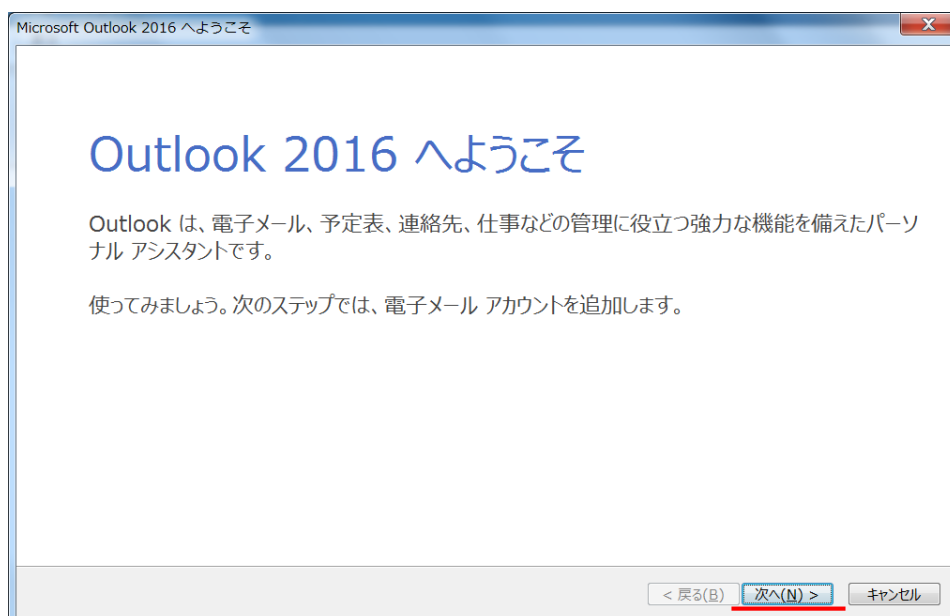 Microsoft Outlook 2016 へようこそ
Outlook 2016 へようこそ
Outlook は、電子メール、予定表、連絡先、仕事などの管理に役立つ強力な機能を備えたパーソ
ナル アシスタントです。
使ってみましょう。次のステップでは、電子メール アカウントを追加します。
< 戻る(B) 次へ(N) > キャンセル